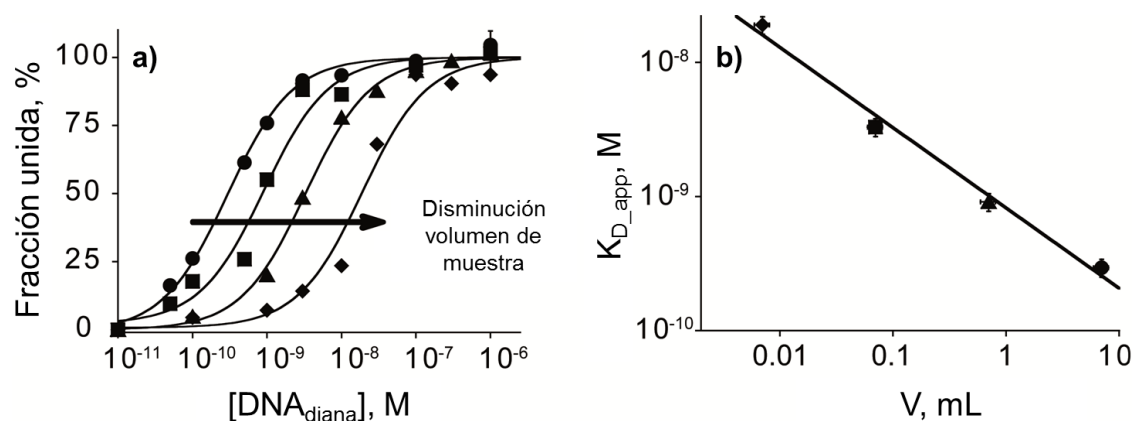 a)
Fracción unida, %
100
75
50
25
0
Disminución
volumen de
muestra
10⁻¹¹ 10⁻¹⁰ 10⁻⁹ 10⁻⁸ 10⁻⁷ 10⁻⁶
[DNA_diana], M
b)
K_D_app, M
10⁻⁸
10⁻⁹
10⁻¹⁰
0.01 0.1 1 10
V, mL